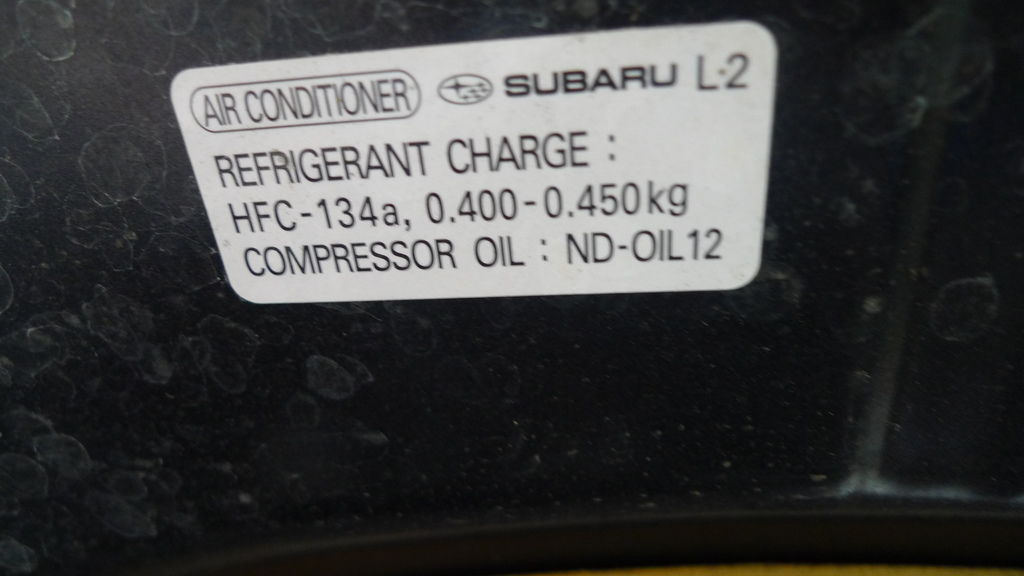 AIR CONDITIONER SUBARU L-2
REFRIGERANT CHARGE :
HFC-134a, 0.400-0.450kg
COMPRESSOR OIL : ND-OIL12